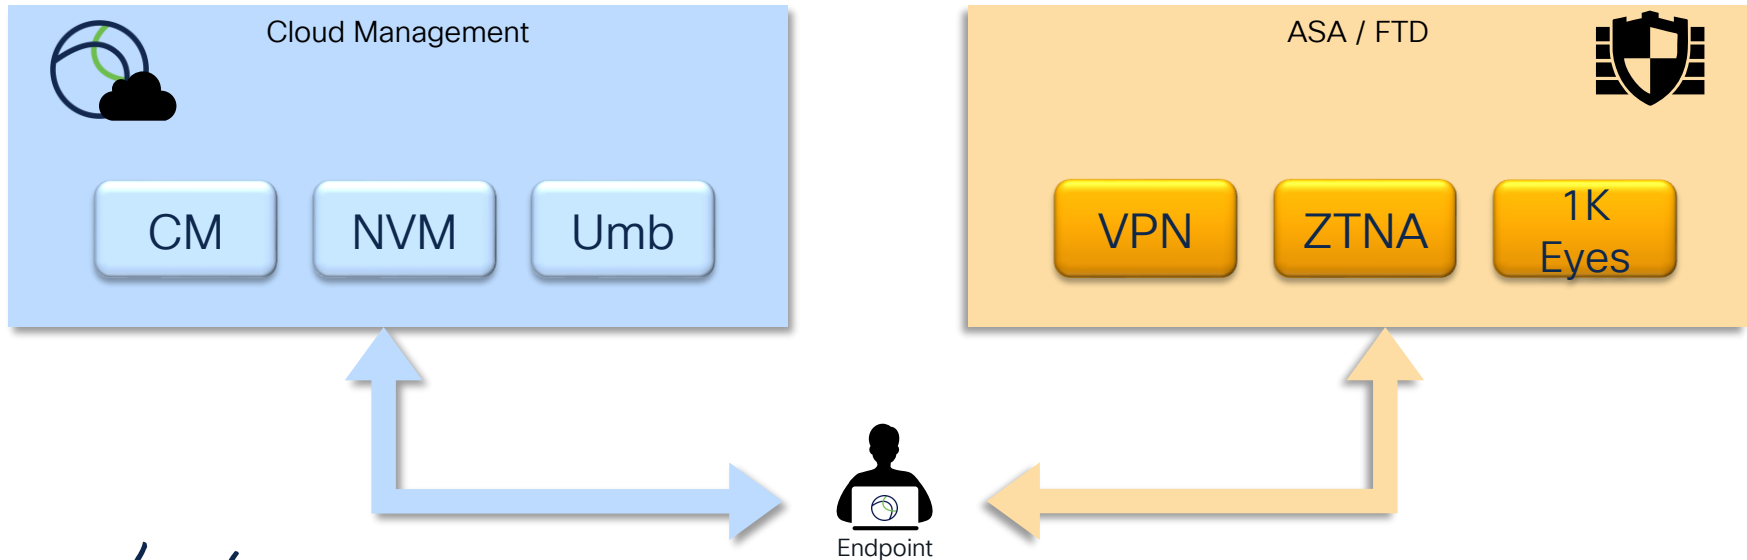 Cloud Management
CM
NVM
Umb
ASA / FTD
VPN
ZTNA
1K
Eyes
Endpoint